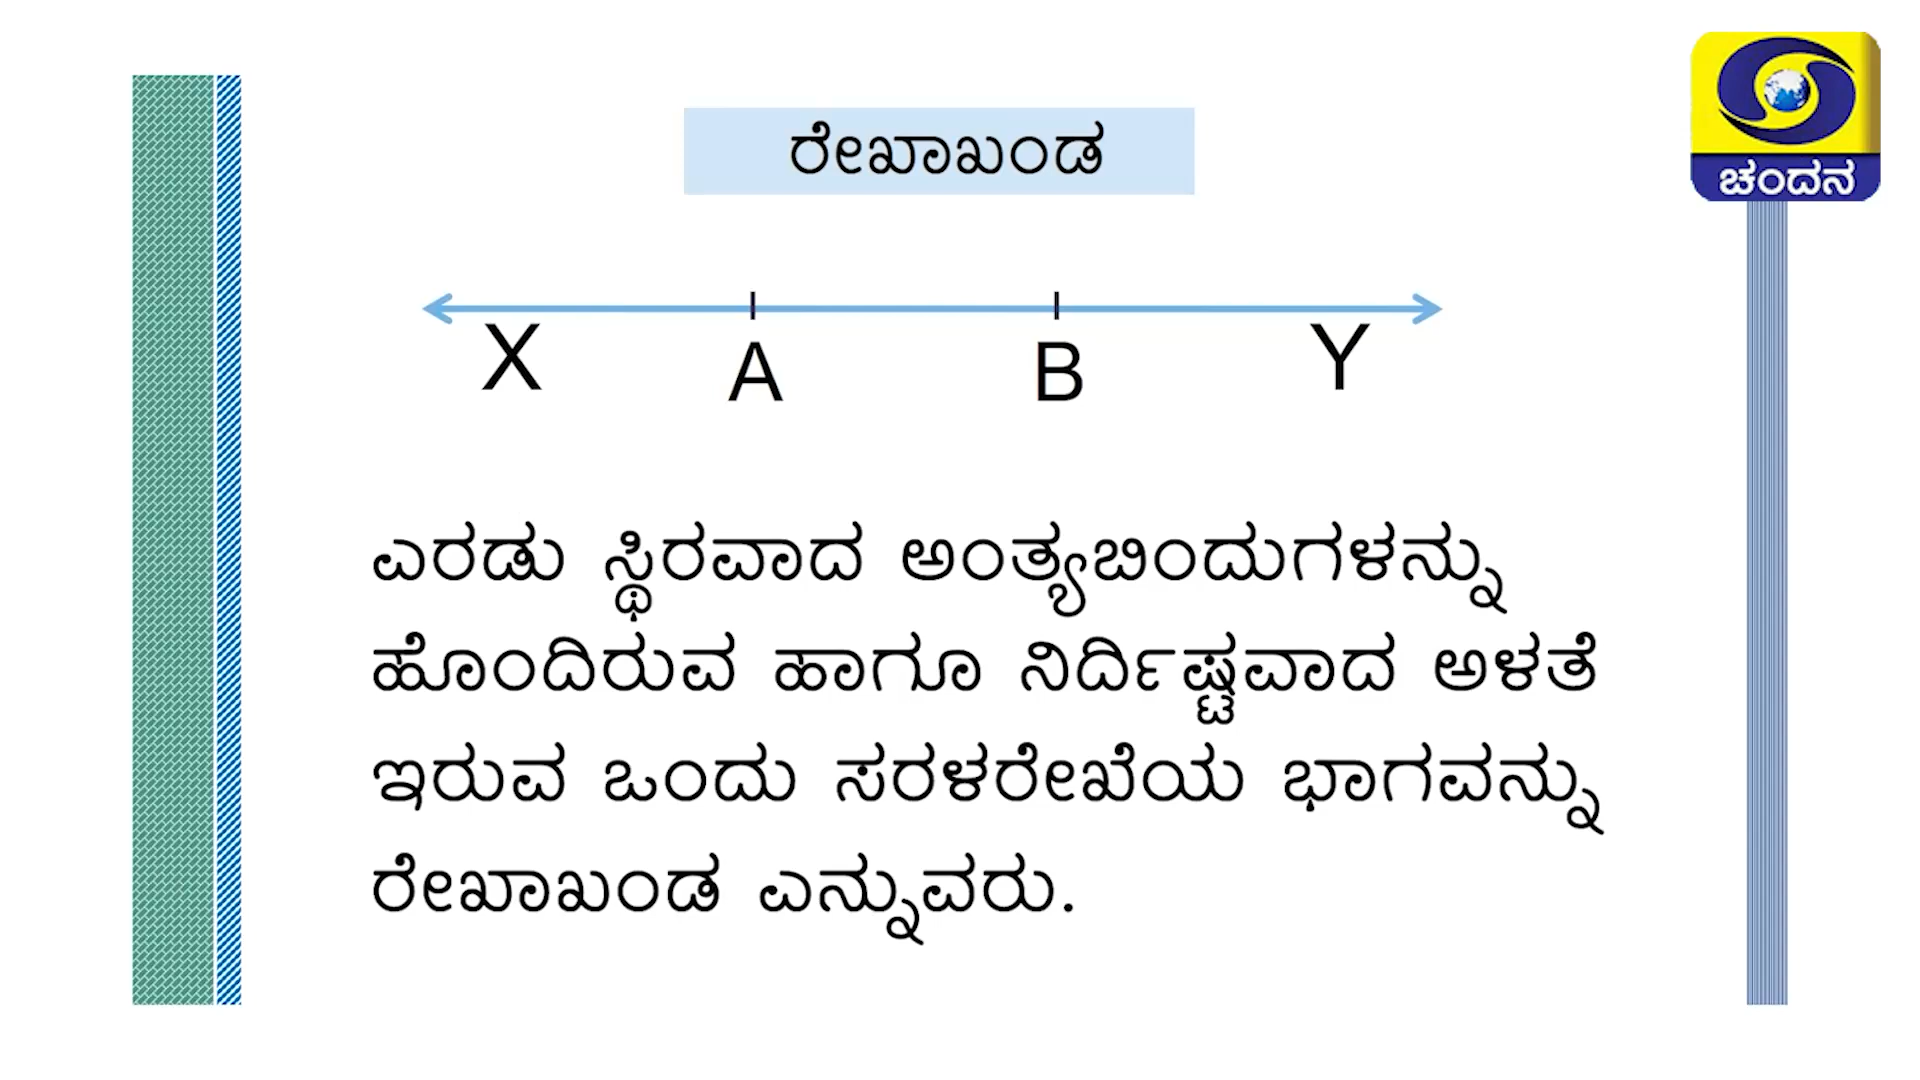 ಚಂದನ
ರೇಖಾಖಂಡ
X A B Y
ಎರಡು ಸ್ಥಿರವಾದ ಅಂತ್ಯಬಿಂದುಗಳನ್ನು
ಹೊಂದಿರುವ ಹಾಗೂ ನಿರ್ದಿಷ್ಟವಾದ ಅಳತೆ
ಇರುವ ಒಂದು ಸರಳರೇಖೆಯ ಭಾಗವನ್ನು
ರೇಖಾಖಂಡ ಎನ್ನುವರು.